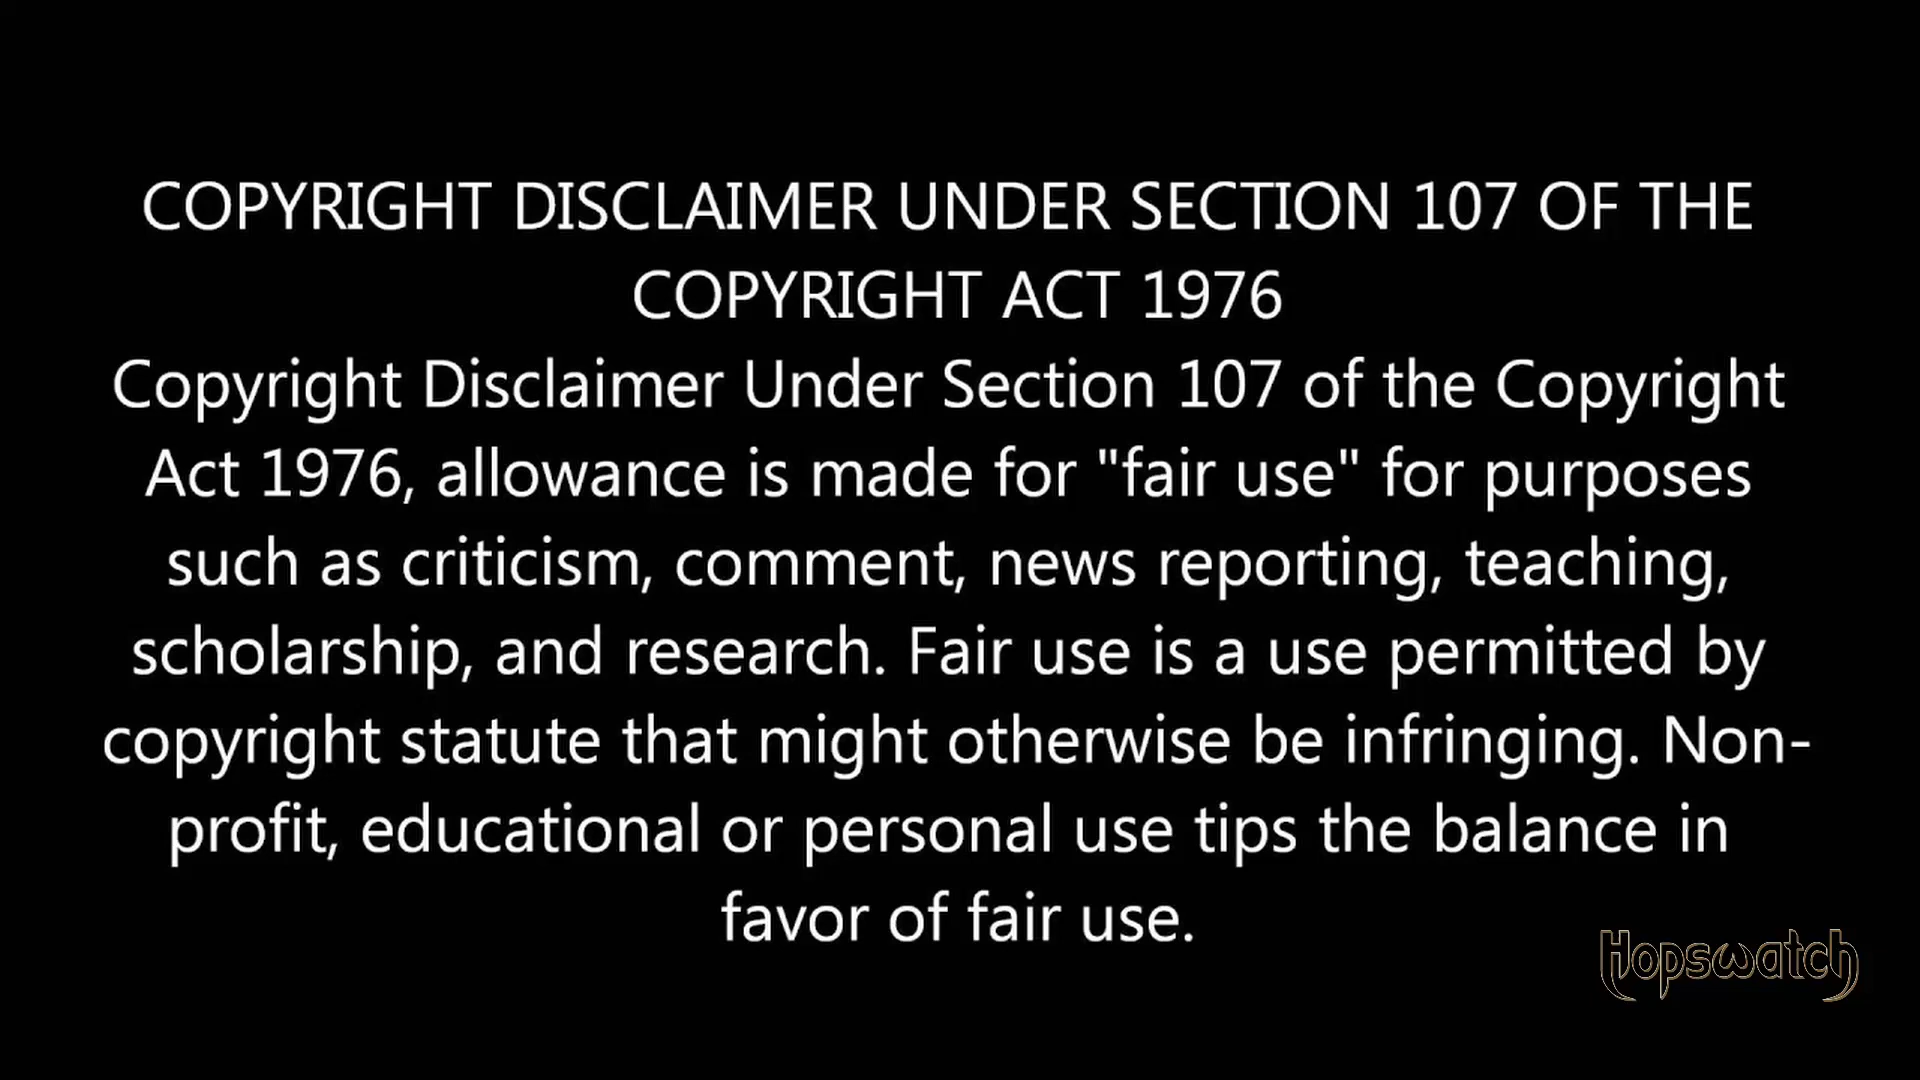 COPYRIGHT DISCLAIMER UNDER SECTION 107 OF THE
COPYRIGHT ACT 1976
Copyright Disclaimer Under Section 107 of the Copyright
Act 1976, allowance is made for "fair use" for purposes
such as criticism, comment, news reporting, teaching,
scholarship, and research. Fair use is a use permitted by
copyright statute that might otherwise be infringing. Non-
profit, educational or personal use tips the balance in
favor of fair use.
Hopswatch